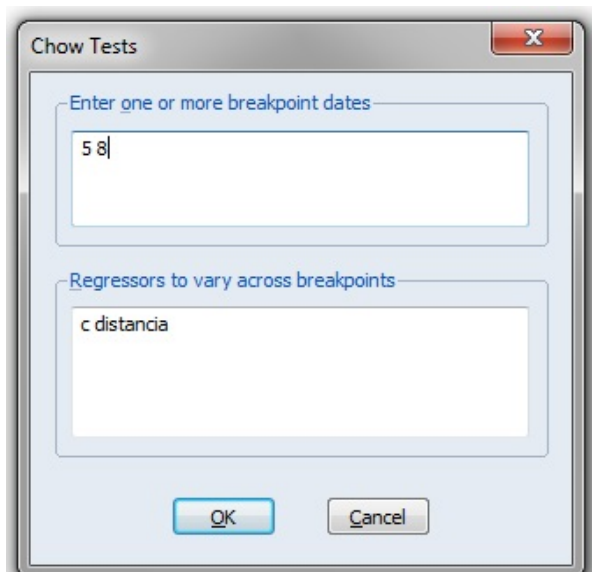 Chow Tests
Enter one or more breakpoint dates
5 8
Regressors to vary across breakpoints
c distancia
OK
Cancel